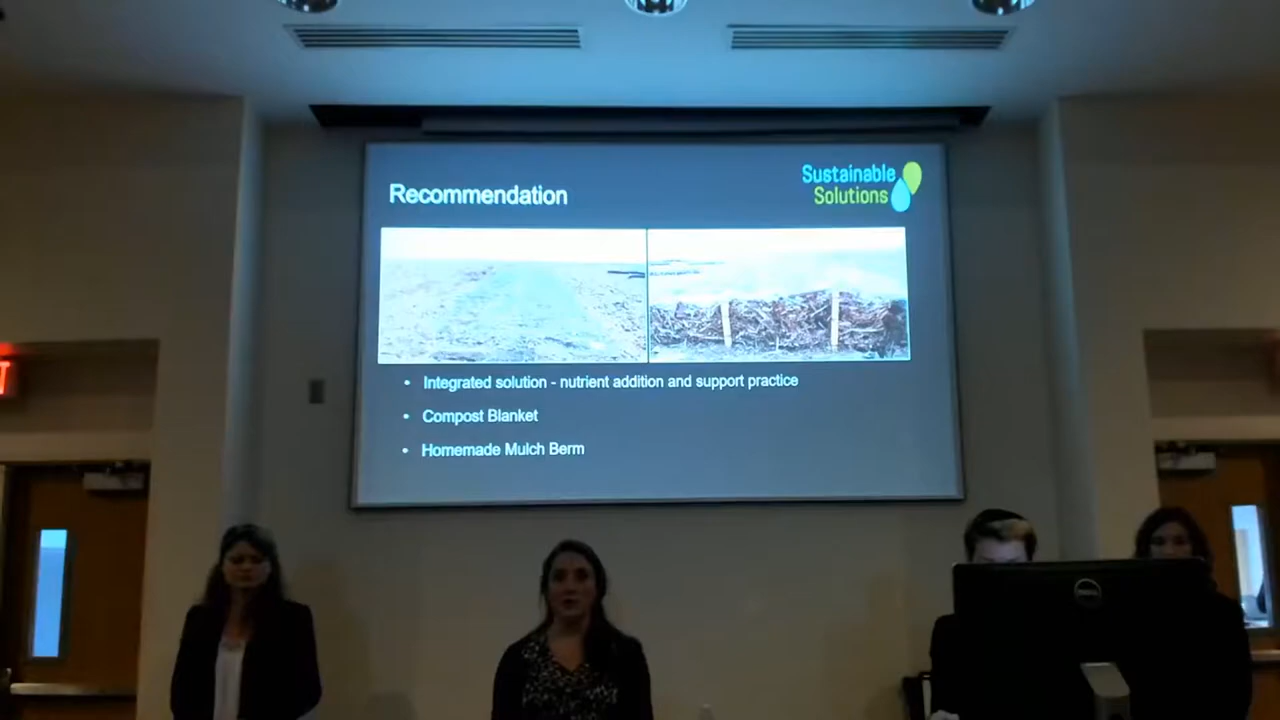 Sustainable
Solutions
Recommendation
• Integrated solution - nutrient addition and support practice
• Compost Blanket
• Homemade Mulch Berm
DELL